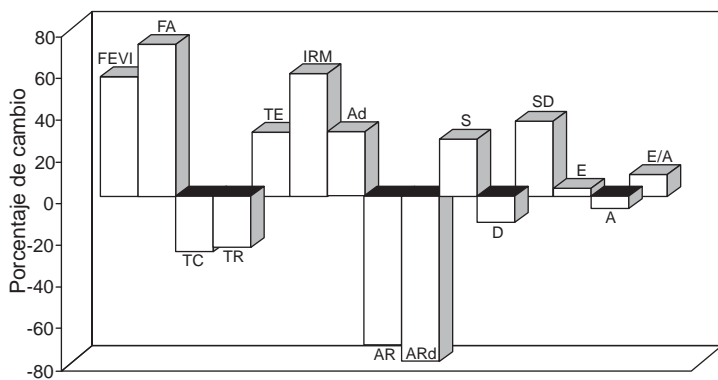 Porcentaje de cambio
80
60
40
20
0
-20
-40
-60
-80
FEVI
FA
TC
TR
TE
IRM
Ad
AR
ARd
S
D
SD
E
A
E/A